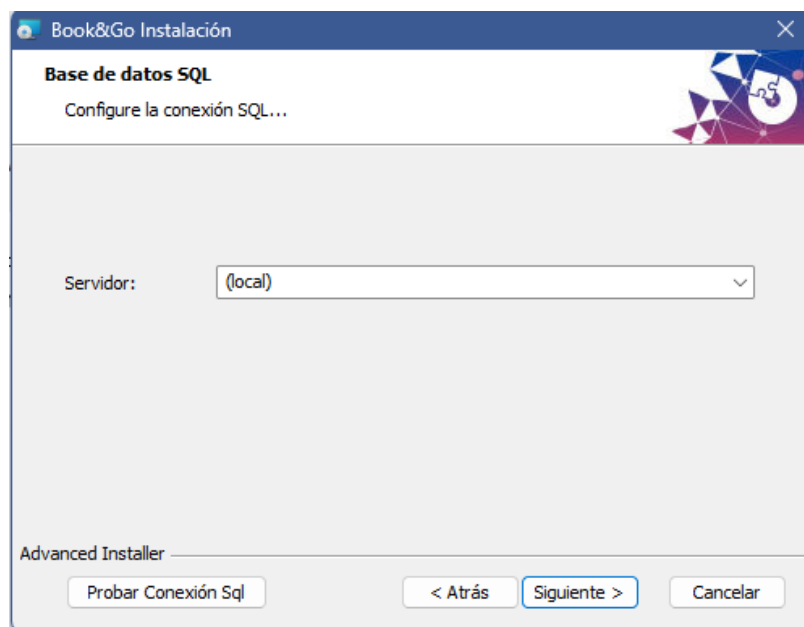 Book&Go Instalación
Base de datos SQL
Configure la conexión SQL...
Servidor:
(local)
Advanced Installer
Probar Conexión Sql
< Atrás
Siguiente >
Cancelar